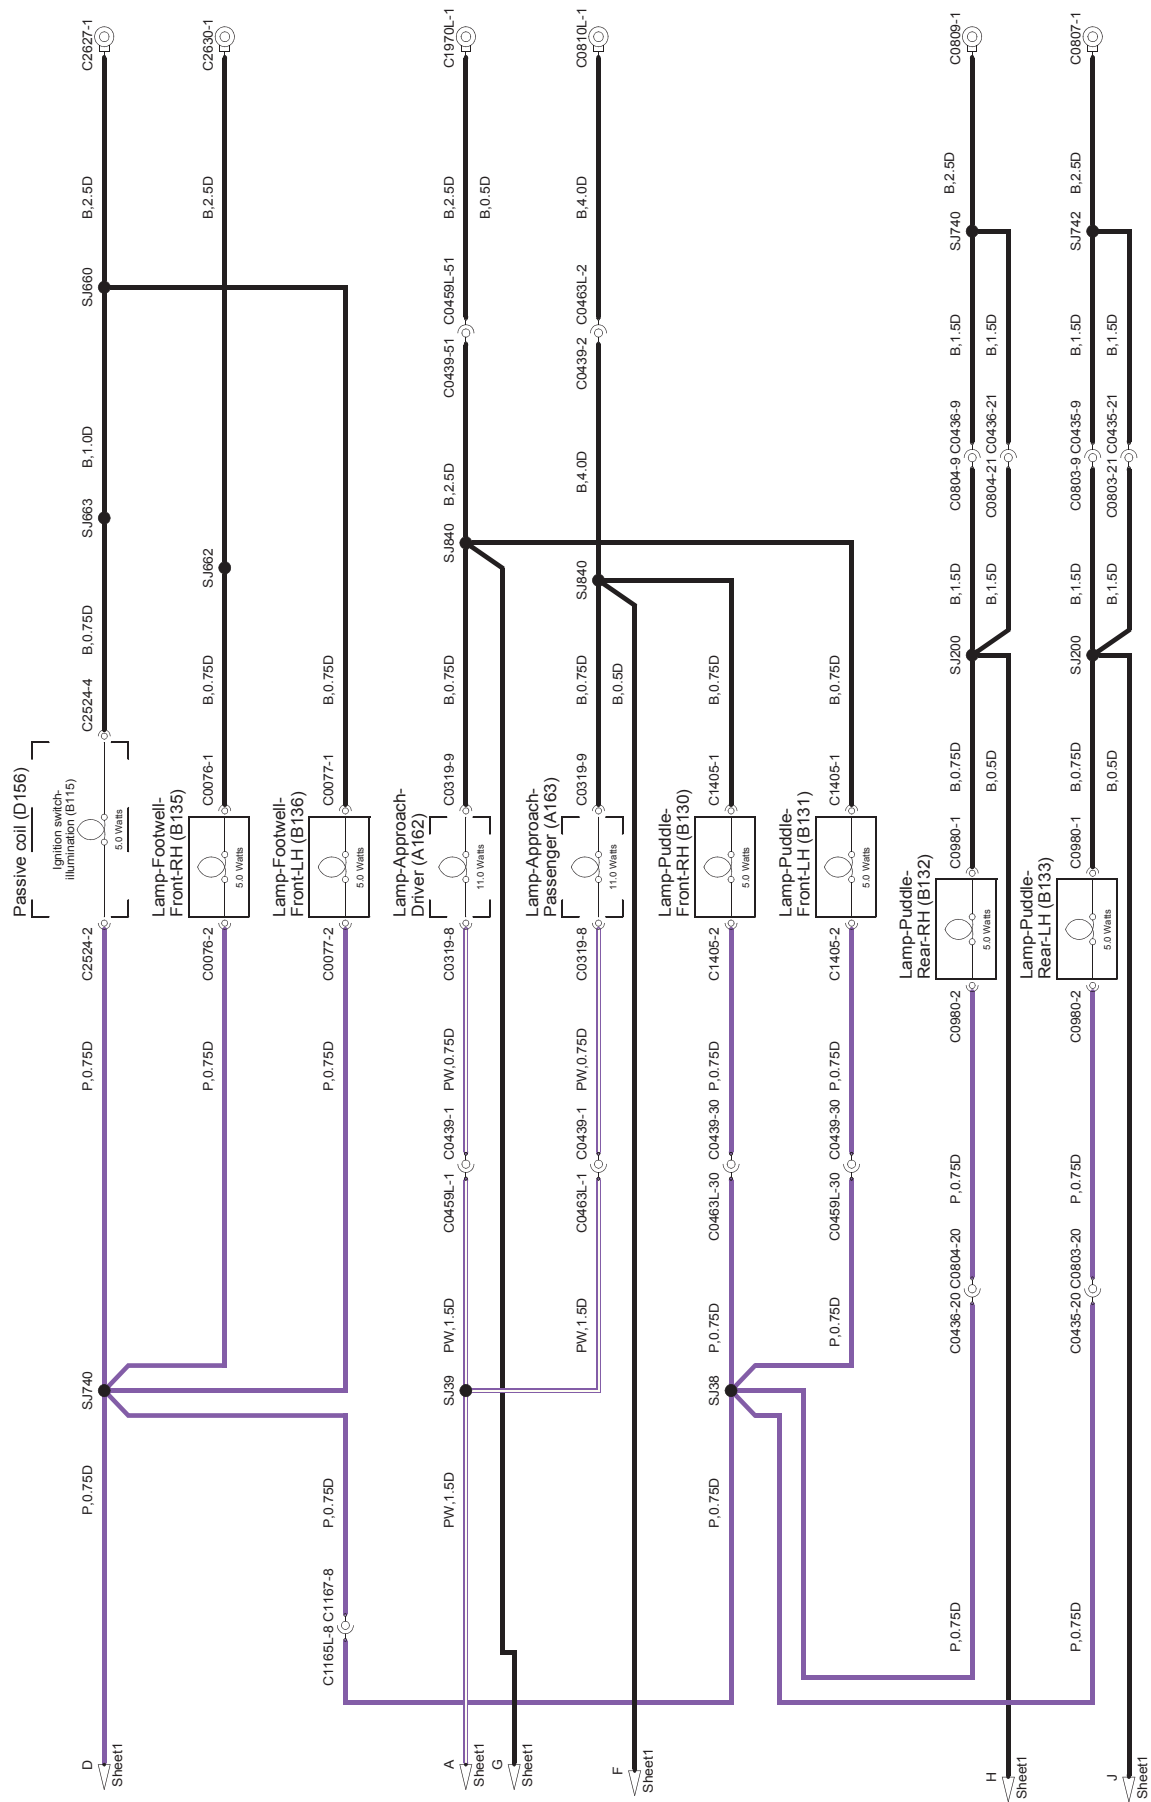 C2627-1
B,2.5D
SJ660
B,1.0D
SJ663
B,0.75D
C2524-4
Passive coil (D156)
Ignition switch-
illumination (B115)
5.0 Watts
C2524-2
P,0.75D
SJ740
P,0.75D
D
Sheet1
C2630-1
B,2.5D
SJ662
B,0.75D
C0076-1
Lamp-Footwell-
Front-RH (B135)
5.0 Watts
C0076-2
P,0.75D
B,0.75D
C0077-1
Lamp-Footwell-
Front-LH (B136)
5.0 Watts
C0077-2
P,0.75D
P,0.75D
C1165L-8 C1167-8
C1970L-1
B,2.5D
B,0.5D
C0459L-51
C0439-51
B,2.5D
SJ840
B,0.75D
C0319-9
Lamp-Approach-
Driver (A162)
11.0 Watts
C0319-8
PW,0.75D
C0439-1
C0459L-1
PW,1.5D
SJ39
PW,1.5D
A
Sheet1
G
C0810L-1
B,4.0D
C0463L-2
C0439-2
B,4.0D
SJ840
B,0.75D
B,0.5D
C0319-9
Lamp-Approach-
Passenger (A163)
11.0 Watts
C0319-8
PW,0.75D
C0439-1
C0463L-1
PW,1.5D
F
Sheet1
B,0.75D
C1405-1
Lamp-Puddle-
Front-RH (B130)
5.0 Watts
C1405-2
P,0.75D
C0439-30
C0463L-30
P,0.75D
SJ38
P,0.75D
B,0.75D
C1405-1
Lamp-Puddle-
Front-LH (B131)
5.0 Watts
C1405-2
P,0.75D
C0439-30
C0459L-30
P,0.75D
C0809-1
B,2.5D
SJ740
B,1.5D
B,1.5D
C0804-9 C0436-9
C0804-21 C0436-21
B,1.5D
B,1.5D
SJ200
B,0.75D
B,0.5D
C0980-1
Lamp-Puddle-
Rear-RH (B132)
5.0 Watts
C0980-2
P,0.75D
C0436-20 C0804-20
P,0.75D
H
Sheet1
C0807-1
B,2.5D
SJ742
B,1.5D
B,1.5D
C0803-9 C0435-9
C0803-21 C0435-21
B,1.5D
B,1.5D
SJ200
B,0.75D
B,0.5D
C0980-1
Lamp-Puddle-
Rear-LH (B133)
5.0 Watts
C0980-2
P,0.75D
C0435-20 C0803-20
P,0.75D
J
Sheet1